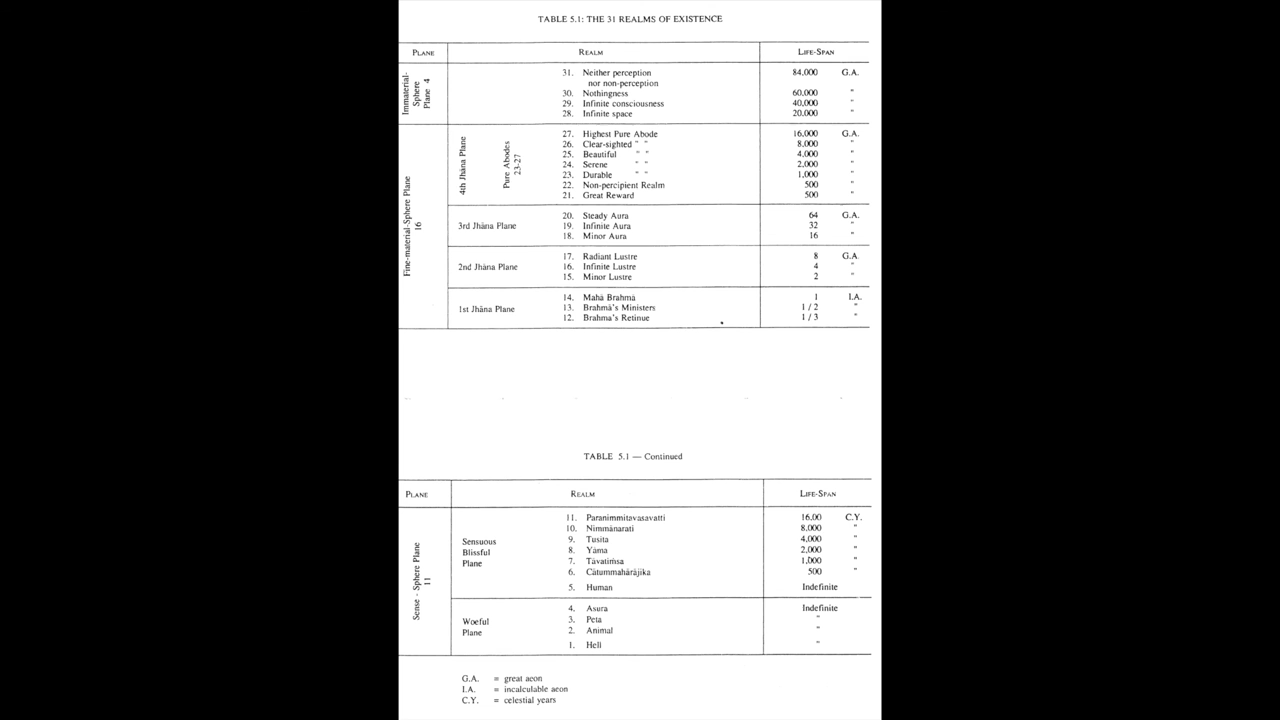 TABLE 5.1: THE 31 REALMS OF EXISTENCE
PLANE REALM LIFE-SPAN
Immaterial-Sphere Plane 4
31. Neither perception 84,000 G.A.
nor non-perception
30. Nothingness 60,000 "
29. Infinite consciousness 40,000 "
28. Infinite space 20,000 "
Fine-material-Sphere Plane 16
4th Jhāna Plane
Pure Abodes 23-27
27. Highest Pure Abode 16,000 G.A.
26. Clear-sighted " " 8,000 "
25. Beautiful " " 4,000 "
24. Serene " " 2,000 "
23. Durable " " 1,000 "
22. Non-percipient Realm 500 "
21. Great Reward 500 "
20. Steady Aura 64 G.A.
3rd Jhāna Plane 19. Infinite Aura 32 "
18. Minor Aura 16 "
17. Radiant Lustre 8 G.A.
2nd Jhāna Plane 16. Infinite Lustre 4 "
15. Minor Lustre 2 "
14. Mahā Brahmā 1 I.A.
1st Jhāna Plane 13. Brahmā's Ministers 1 / 2 "
12. Brahma's Retinue 1 / 3 "
TABLE 5.1 — Continued
PLANE REALM LIFE-SPAN
Sense - Sphere Plane 11
11. Paranimmitavasavatti 16,00 C.Y.
10. Nimmānarati 8,000 "
Sensuous 9. Tusita 4,000 "
Blissful 8. Yāma 2,000 "
Plane 7. Tāvatiṁsa 1,000 "
6. Cātummahārājika 500 "
5. Human Indefinite
4. Asura Indefinite
Woeful 3. Peta "
Plane 2. Animal "
1. Hell "
G.A. = great aeon
I.A. = incalculable aeon
C.Y. = celestial years